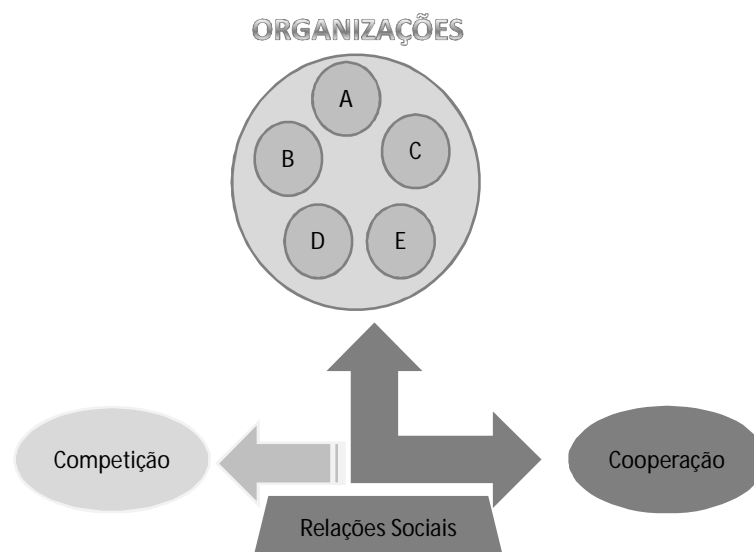 ORGANIZAÇÕES
A
B
C
D
E
Competição
Cooperação
Relações Sociais